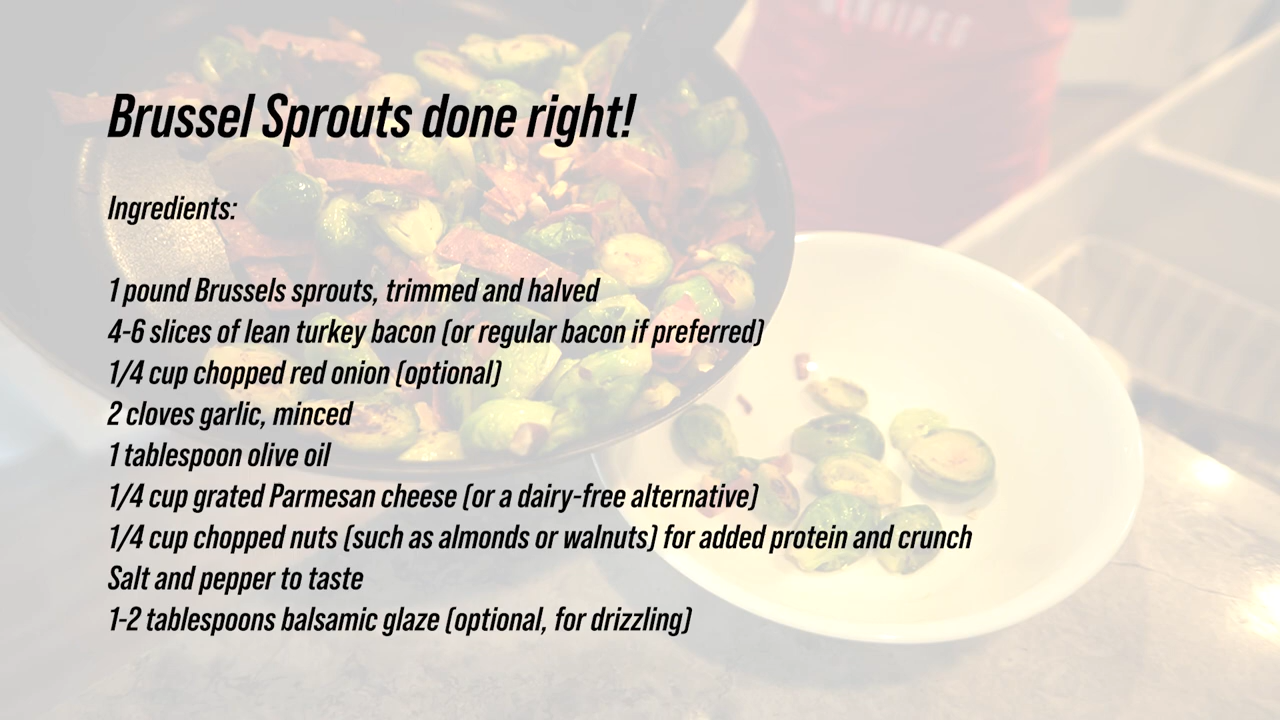 Brussel Sprouts done right!
Ingredients:
1 pound Brussels sprouts, trimmed and halved
4-6 slices of lean turkey bacon (or regular bacon if preferred)
1/4 cup chopped red onion (optional)
2 cloves garlic, minced
1 tablespoon olive oil
1/4 cup grated Parmesan cheese (or a dairy-free alternative)
1/4 cup chopped nuts (such as almonds or walnuts) for added protein and crunch
Salt and pepper to taste
1-2 tablespoons balsamic glaze (optional, for drizzling)